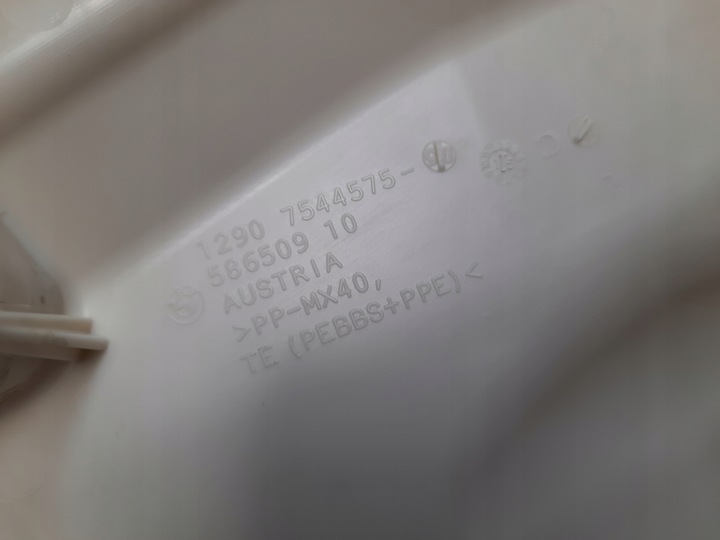 1290 7544575-
586509 10
AUSTRIA
>PP-MX40,
TE (PEBBS+PPE)<